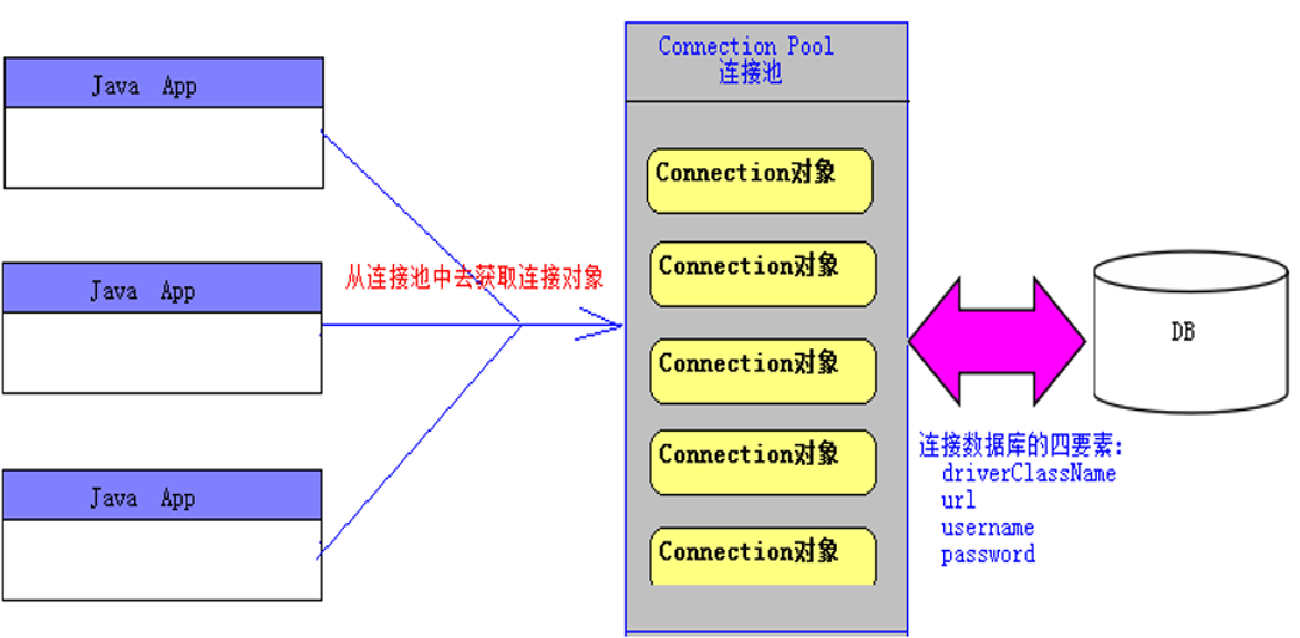 Connection Pool
连接池
Java App
Connection对象
从连接池中去获取连接对象
Java App
Connection对象
Connection对象
DB
Connection对象
连接数据库的四要素:
driverClassName
url
username
password
Java App
Connection对象